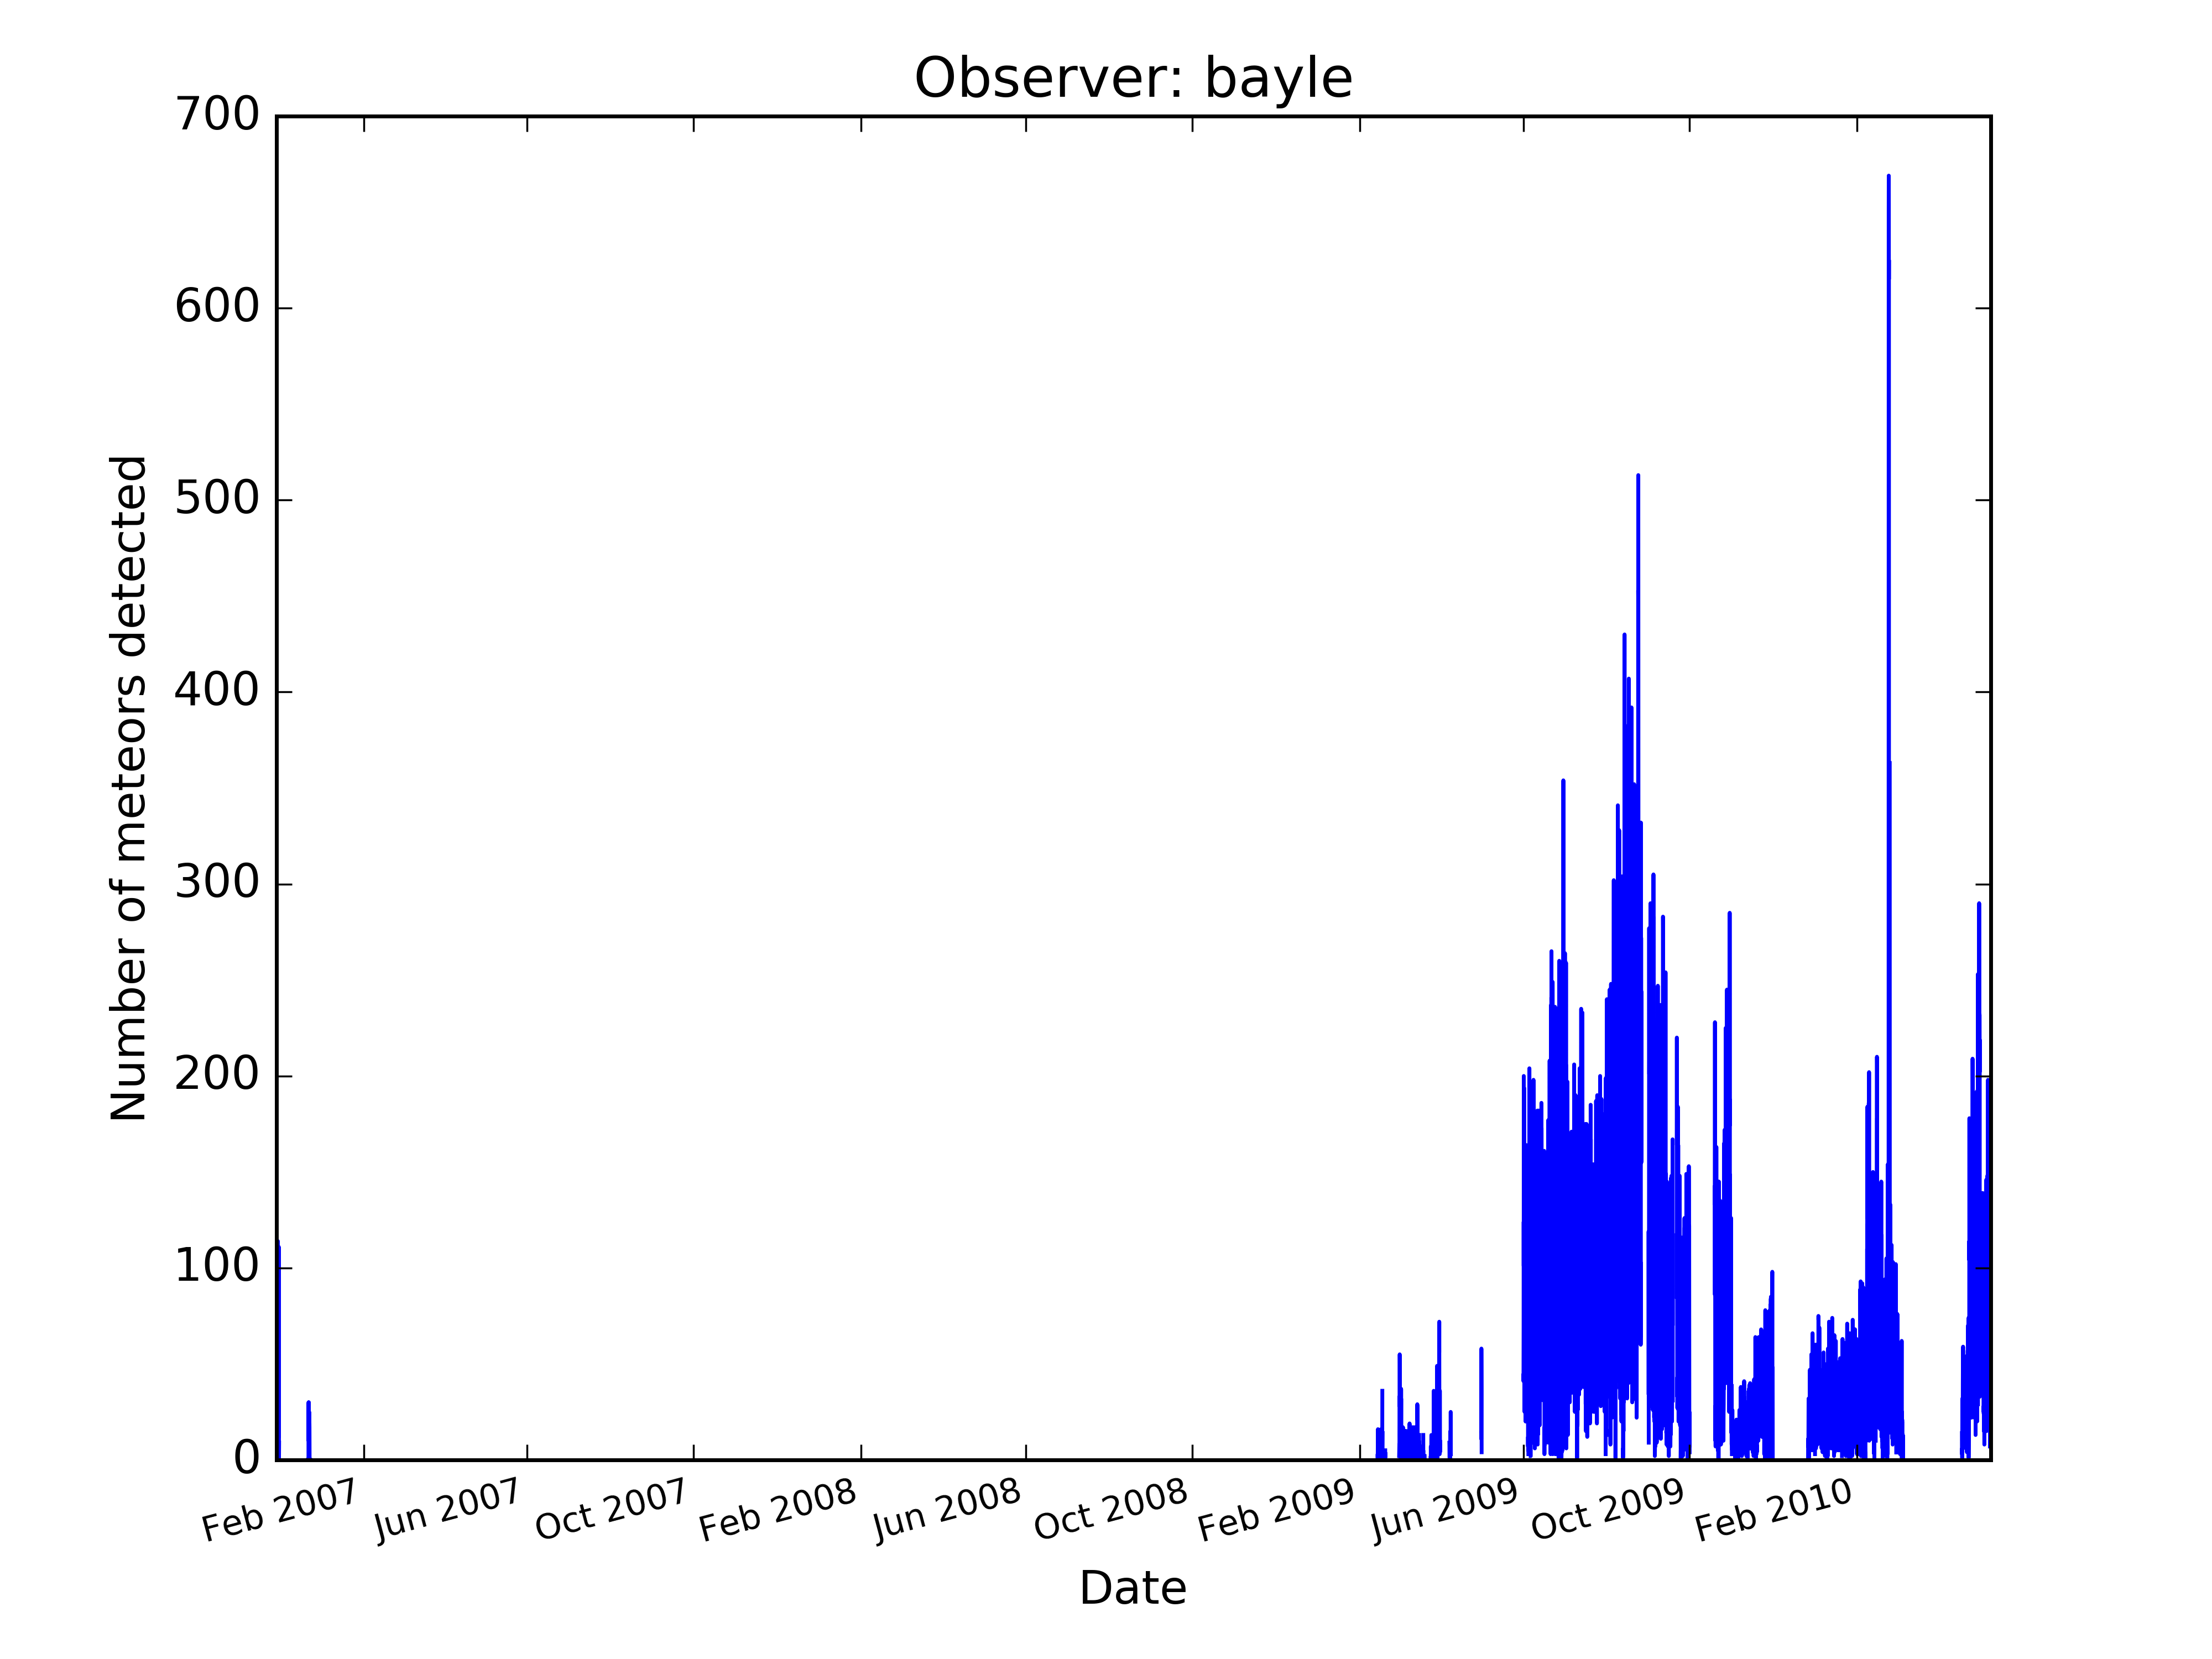 Observer: bayle
700
600
500
400
300
200
100
0
Number of meteors detected
Feb 2007
Jun 2007
Oct 2007
Feb 2008
Jun 2008
Oct 2008
Feb 2009
Jun 2009
Oct 2009
Feb 2010
Date